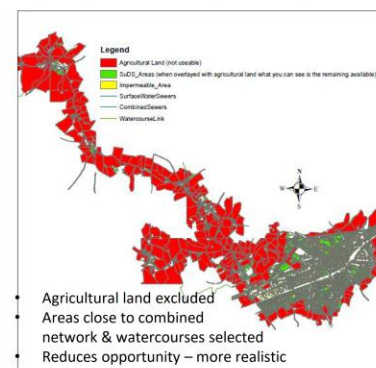 Legend
Agricultural Land (not useable)
SuDS_Areas (when overlayed with agricultural land what you can see is the remaining available)
Impermeable_Area
SurfaceWaterSewers
CombinedSewers
WatercourseLink
N
W E
S
• Agricultural land excluded
• Areas close to combined
network & watercourses selected
• Reduces opportunity – more realistic